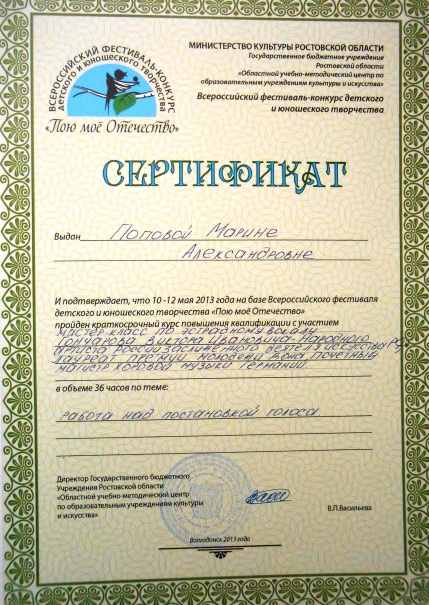 ВСЕРОССИЙСКИЙ ФЕСТИВАЛЬ-КОНКУРС
детского и юношеского творчества
«Пою моё Отечество»
МИНИСТЕРСТВО КУЛЬТУРЫ РОСТОВСКОЙ ОБЛАСТИ
Государственное бюджетное учреждение
Ростовской области
«Областной учебно-методический центр по
образовательным учреждениям культуры и искусства»
Всероссийский фестиваль-конкурс детского
и юношеского творчества
СЕРТИФИКАТ
Выдан Поповой Марине
Александровне
И подтверждает, что 10 -12 мая 2013 года на базе Всероссийского фестиваля
детского и юношеского творчества «Пою моё Отечество»
пройден краткосрочный курс повышения квалификации с участием
мастер-класс по эстрадному вокалу
Гончарова Виктора Ивановича-Народного
артиста России, заслуженного деятеля искусства РФ,
премии молодежи Дона почетный
магистр хоровой музыки Германии.
в объеме 36 часов по теме:
работа над постановкой голоса
Директор Государственного бюджетного
Учреждения Ростовской области
«Областной учебно-методический центр
по образовательным учреждениям культуры
и искусства»
В.П.Васильева
Волгодонск 2013 года